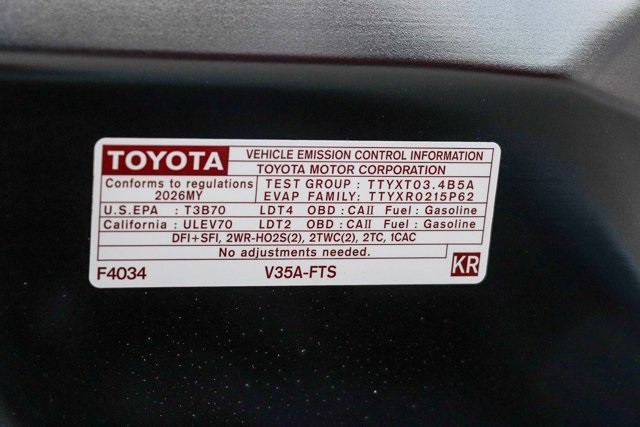 TOYOTA VEHICLE EMISSION CONTROL INFORMATION
TOYOTA MOTOR CORPORATION
Conforms to regulations TEST GROUP : TTYXT03.4B5A
2026MY EVAP FAMILY: TTYXR0215P62
U.S.EPA : T3B70 LDT4 OBD : CAII Fuel : Gasoline
California : ULEV70 LDT2 OBD : CAII Fuel : Gasoline
DFI+SFI, 2WR-HO2S(2), 2TWC(2), 2TC, 1CAC
No adjustments needed.
F4034 V35A-FTS KR